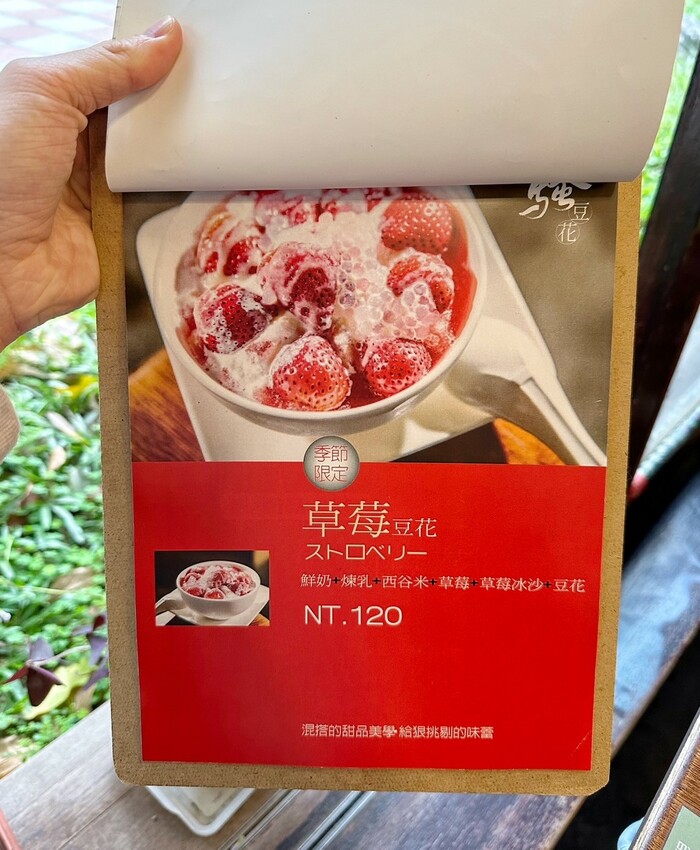 騷
豆
花
季節
限定
草莓豆花
ストロベリー
鮮奶+煉乳+西谷米+草莓+草莓冰沙+豆花
NT.120
混搭的甜品美學 給狠挑剔的味蕾